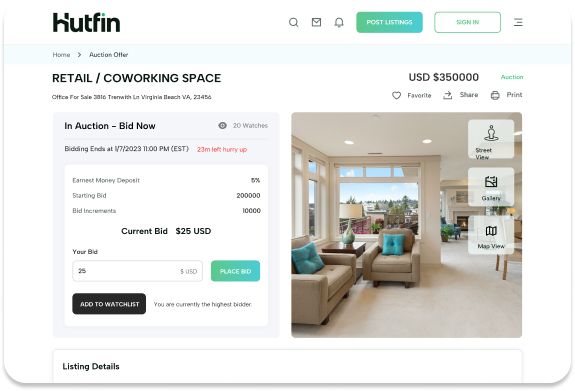 Hutfin
POST LISTINGS
SIGN IN
Home > Auction Offer
RETAIL / COWORKING SPACE
USD $350000
Auction
Office For Sale 3816 Trenwith Ln Virginia Beach VA, 23456
Favorite
Share
Print
In Auction - Bid Now
20 Watches
Bidding Ends at 1/7/2023 11:00 PM (EST) 23m left hurry up
Earnest Money Deposit 5%
Starting Bid 200000
Bid Increments 10000
Current Bid $25 USD
Your Bid
25 $ USD
PLACE BID
ADD TO WATCHLIST
You are currently the highest bidder.
Street
View
Gallery
Map View
Listing Details